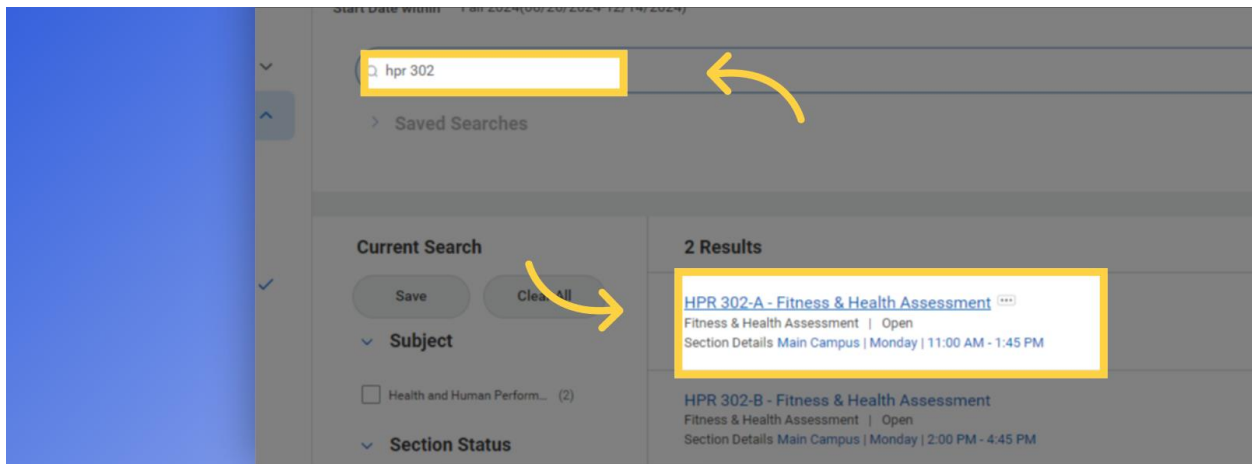 Start Date within Fall 2024(08/26/2024-12/14/2024)
hpr 302
Saved Searches
Current Search
2 Results
Save
Clear All
HPR 302-A - Fitness & Health Assessment
Fitness & Health Assessment | Open
Section Details Main Campus | Monday | 11:00 AM - 1:45 PM
Subject
Health and Human Perform... (2)
HPR 302-B - Fitness & Health Assessment
Fitness & Health Assessment | Open
Section Details Main Campus | Monday | 2:00 PM - 4:45 PM
Section Status